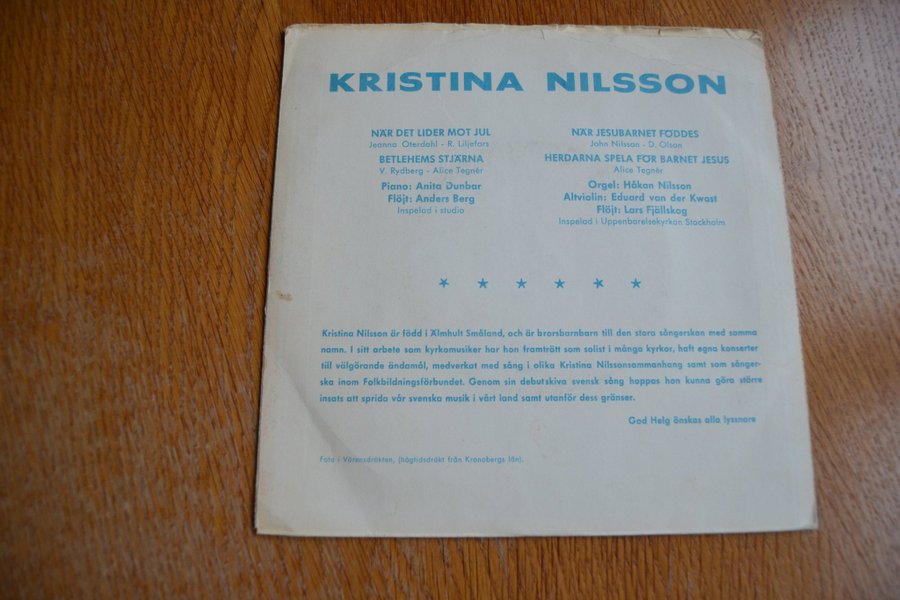 KRISTINA NILSSON
NÄR DET LIDER MOT JUL
Jeanna Oterdahl - R. Liljefors
BETLEHEMS STJÄRNA
V. Rydberg - Alice Tegnèr
Piano: Anita Dunbar
Flöjt: Anders Berg
Inspelad i studio
NÄR JESUBARNET FÖDDES
John Nilsson - D. Olson
HERDARNA SPELA FÖR BARNET JESUS
Alice Tegnèr
Orgel: Håkan Nilsson
Altviolin: Eduard van der Kwast
Flöjt: Lars Fjällskog
Inspelad i Uppenbarelsekyrkan Stockholm
Kristina Nilsson är född i Älmhult Småland, och är brorsbarnbarn till den stora sångerskan med samma
namn. I sitt arbete som kyrkomusiker har hon framträtt som solist i många kyrkor, haft egna konserter
till välgörande ändamål, medverkat med sång i olika Kristina Nilssonsammanhang samt som sånger-
ska inom Folkbildningsförbundet. Genom sin debutskiva svensk sång hoppas hon kunna göra större
insats att sprida vår svenska musik i vårt land samt utanför dess gränser.
God Helg önskas alla lyssnare
Foto i Värendsdräkten, (högtidsdräkt från Kronobergs län).